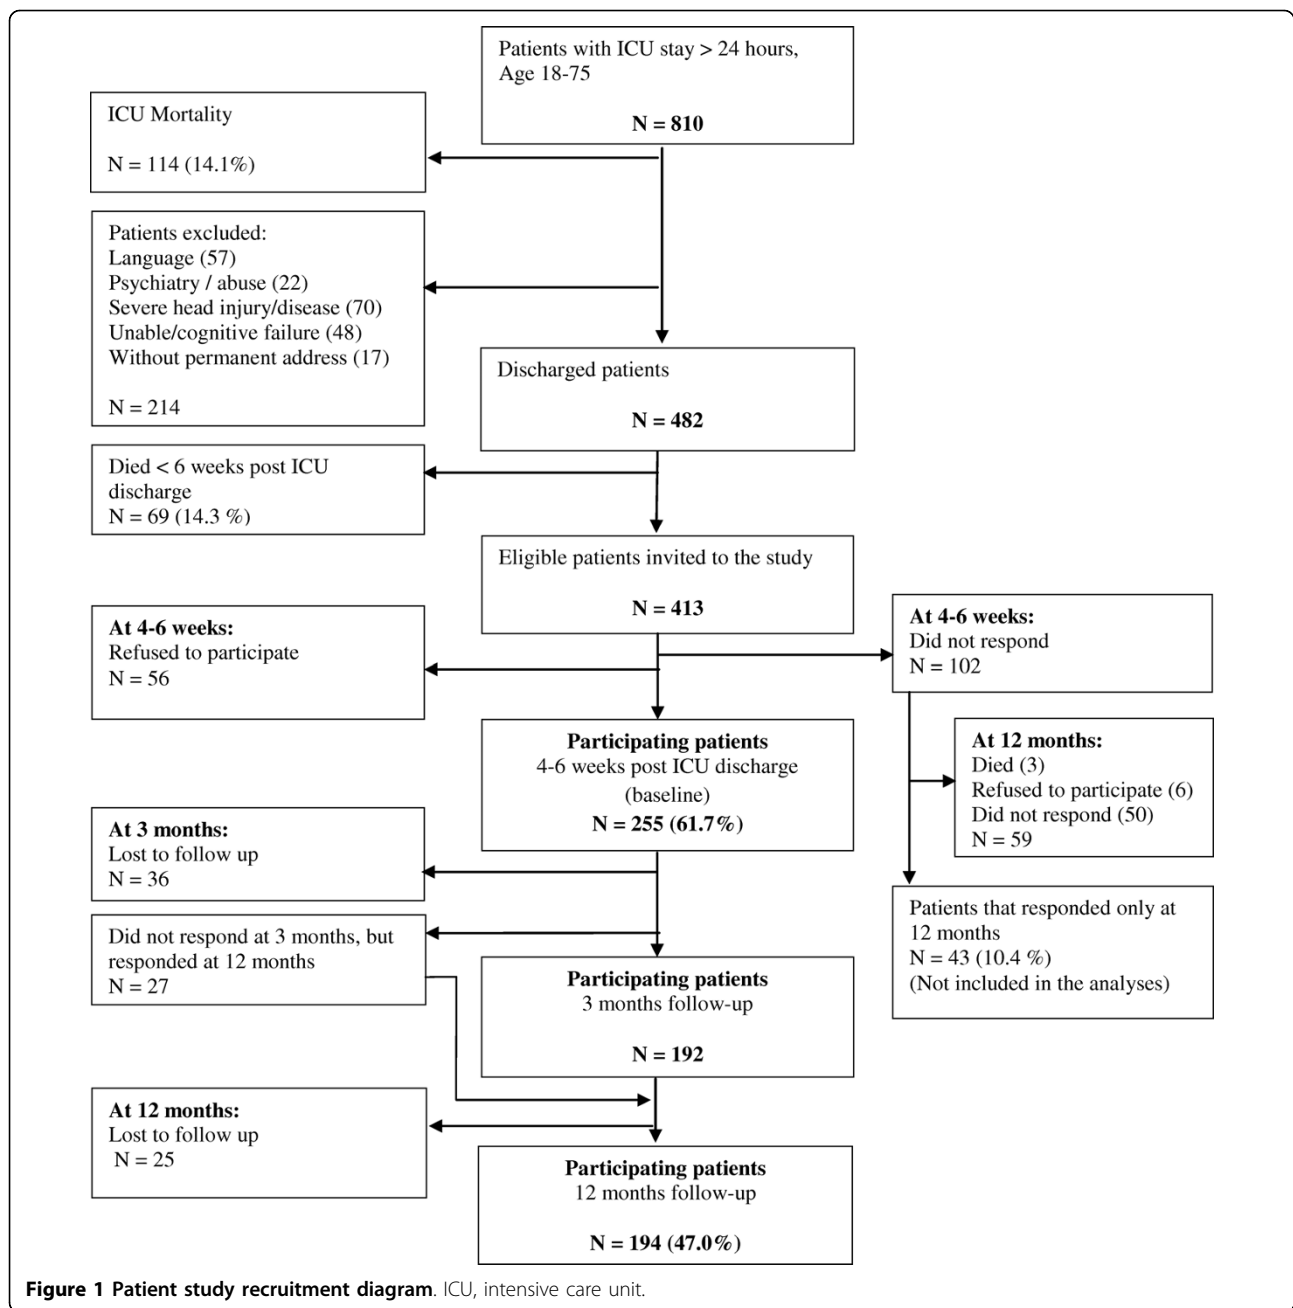 Patients with ICU stay > 24 hours,
Age 18-75
N = 810
ICU Mortality
N = 114 (14.1%)
Patients excluded:
Language (57)
Psychiatry / abuse (22)
Severe head injury/disease (70)
Unable/cognitive failure (48)
Without permanent address (17)
N = 214
Discharged patients
N = 482
Died < 6 weeks post ICU
discharge
N = 69 (14.3 %)
Eligible patients invited to the study
N = 413
At 4-6 weeks:
Refused to participate
N = 56
At 4-6 weeks:
Did not respond
N = 102
Participating patients
4-6 weeks post ICU discharge
(baseline)
N = 255 (61.7%)
At 12 months:
Died (3)
Refused to participate (6)
Did not respond (50)
N = 59
At 3 months:
Lost to follow up
N = 36
Patients that responded only at
12 months
N = 43 (10.4 %)
(Not included in the analyses)
Did not respond at 3 months, but
responded at 12 months
N = 27
Participating patients
3 months follow-up
N = 192
At 12 months:
Lost to follow up
N = 25
Participating patients
12 months follow-up
N = 194 (47.0%)
Figure 1 Patient study recruitment diagram. ICU, intensive care unit.